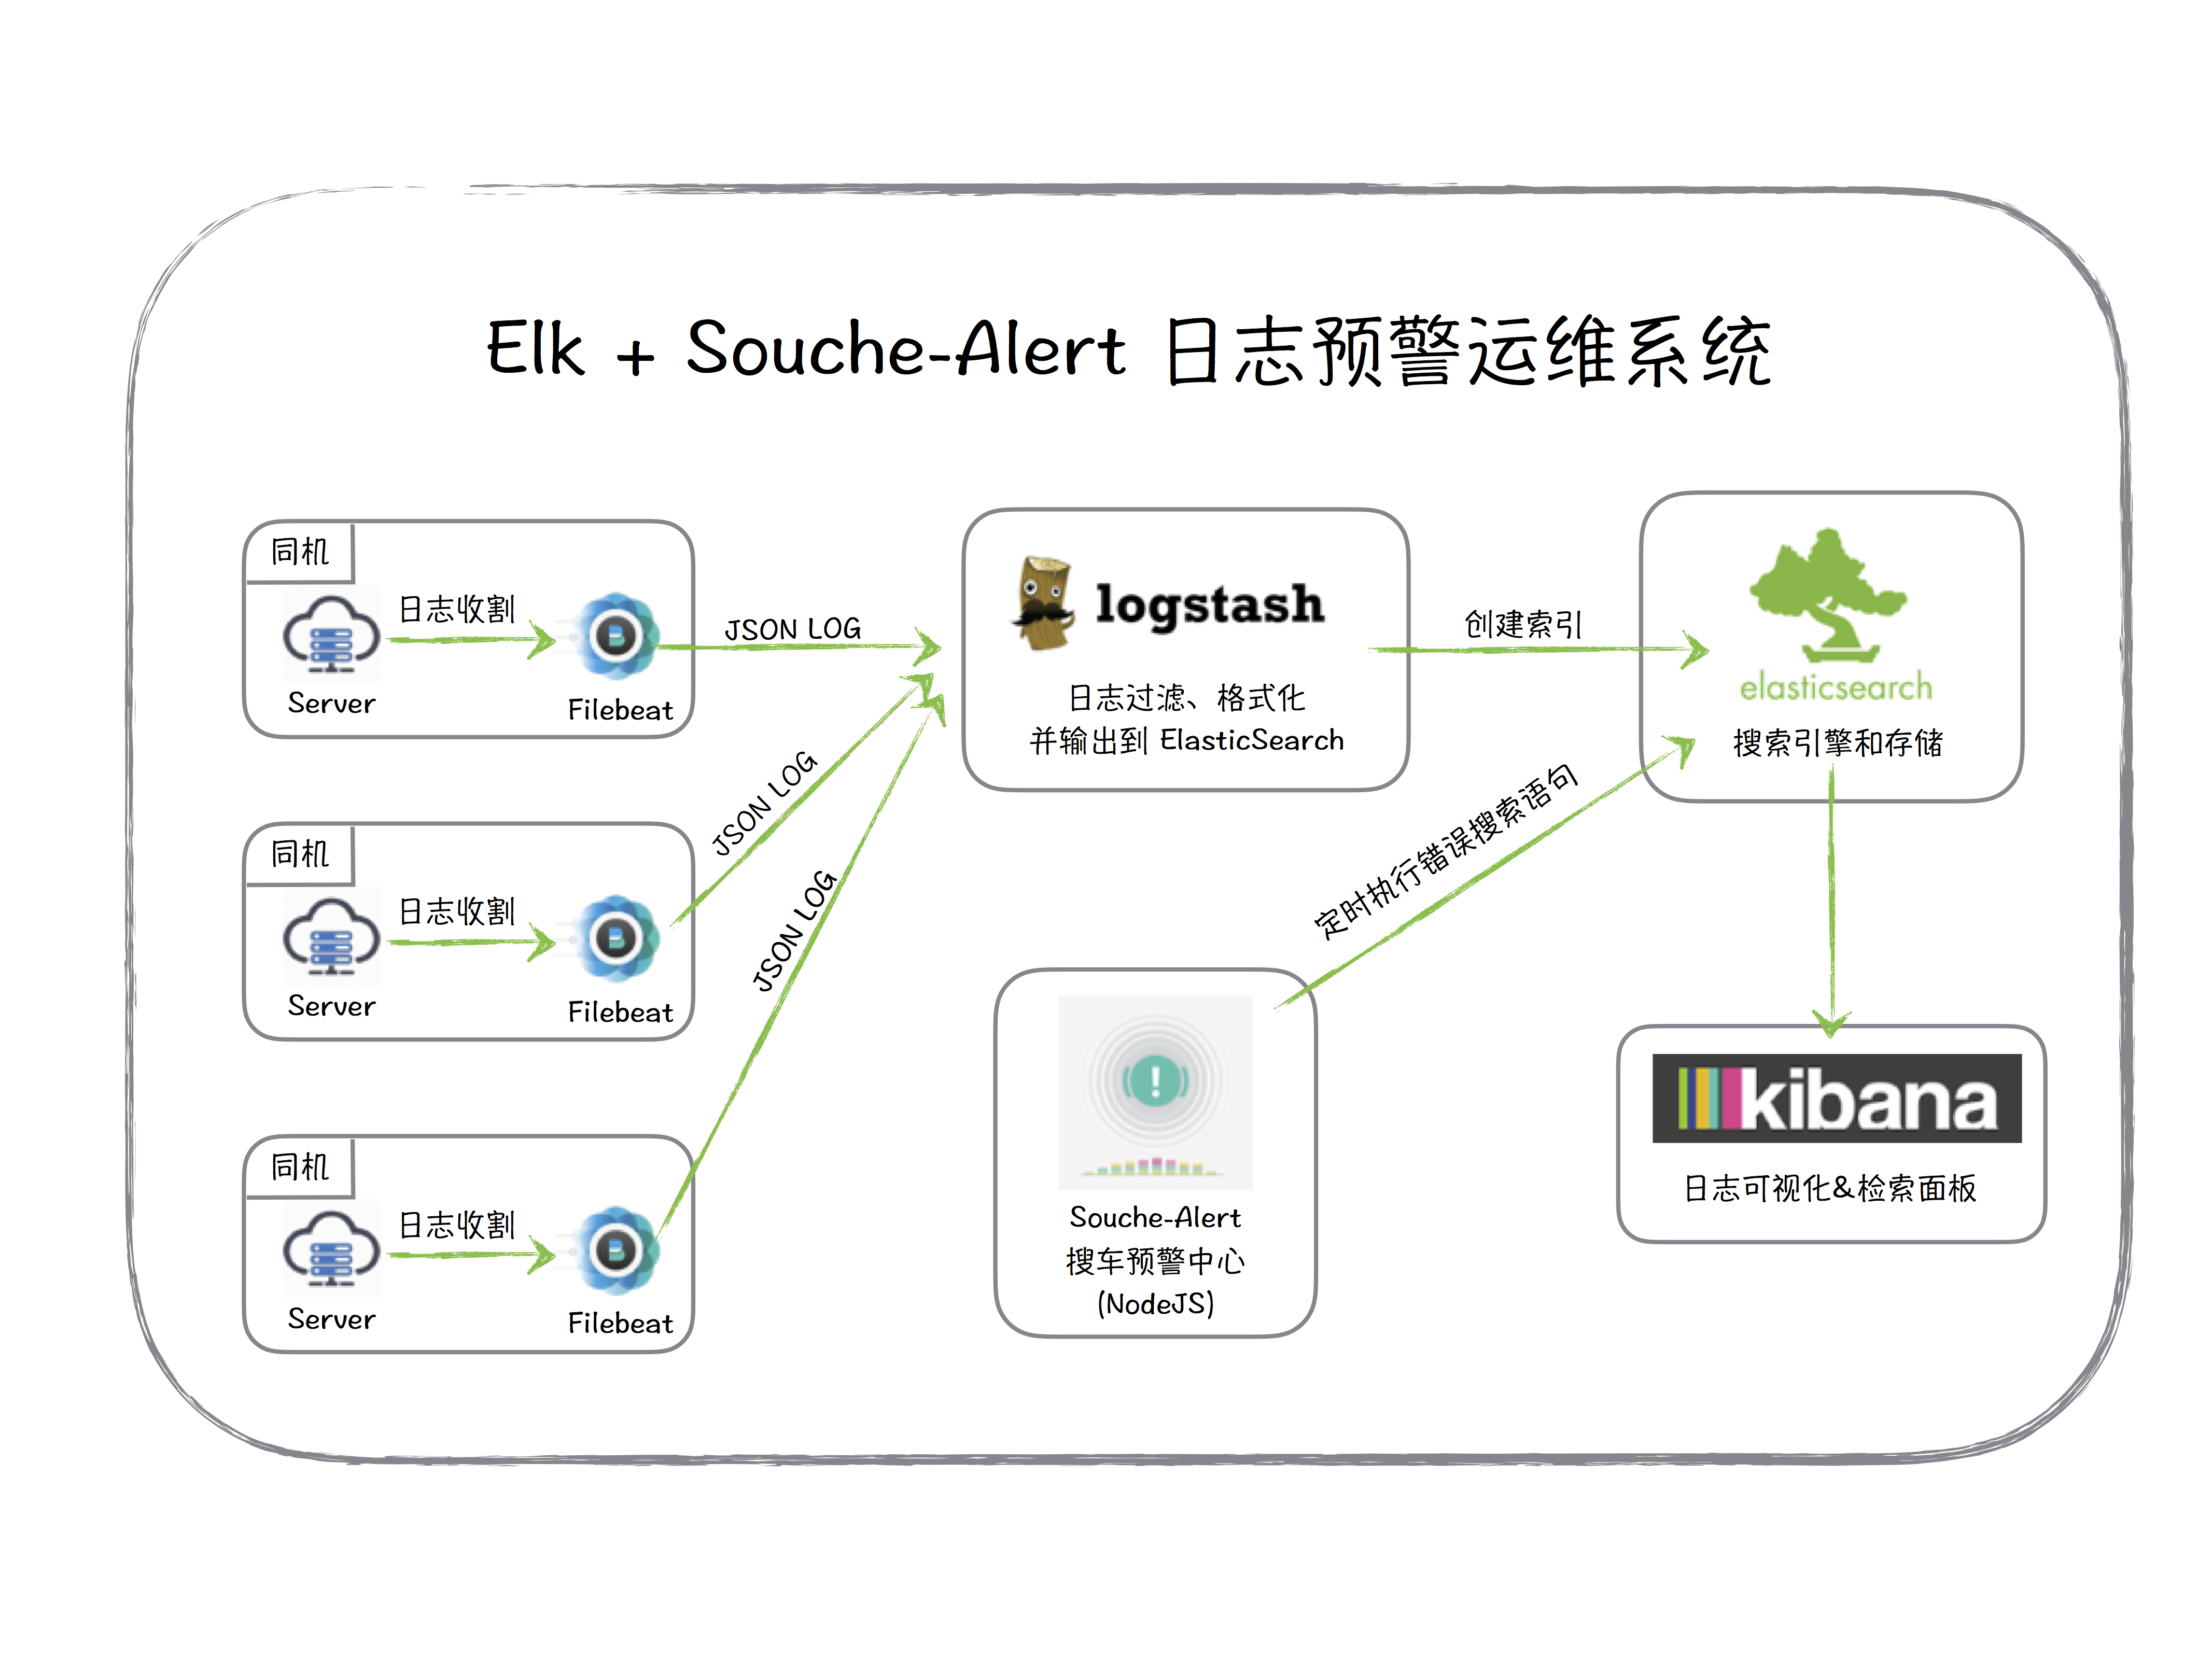 Elk + Souche-Alert 日志预警运维系统
同机
日志收割
Server
Filebeat
JSON LOG
logstash
日志过滤、格式化
并输出到 ElasticSearch
创建索引
elasticsearch
搜索引擎和存储
同机
日志收割
Server
Filebeat
JSON LOG
同机
日志收割
Server
Filebeat
JSON LOG
定时执行错误搜索语句
Souche-Alert
搜车预警中心
(NodeJS)
kibana
日志可视化&检索面板